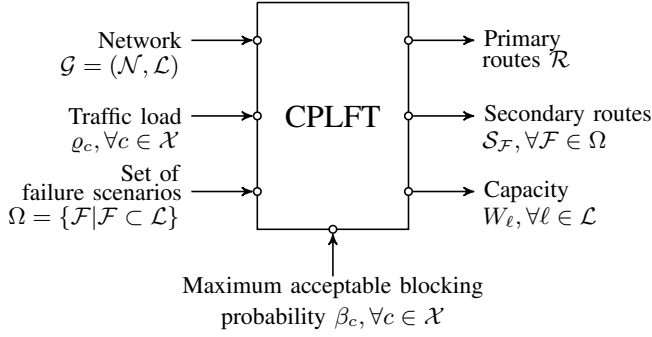 Network
𝒢 = (𝒩, ℒ)
Traffic load
ϱ_c, ∀c ∈ 𝒳
Set of
failure scenarios
Ω = {ℱ|ℱ ⊂ ℒ}
CPLFT
Primary
routes ℛ
Secondary routes
𝒮_ℱ, ∀ℱ ∈ Ω
Capacity
W_ℓ, ∀ℓ ∈ ℒ
Maximum acceptable blocking
probability β_c, ∀c ∈ 𝒳